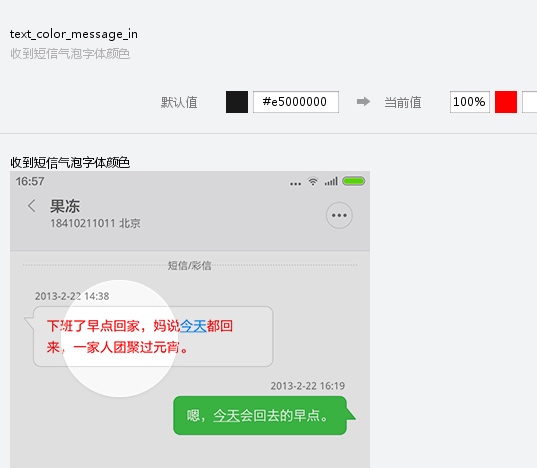 text_color_message_in
收到短信气泡字体颜色
默认值 #e5000000 当前值 100%
收到短信气泡字体颜色
16:57
果冻
18410211011 北京
短信/彩信
2013-2-22 14:38
下班了早点回家，妈说今天都回
来，一家人团聚过元宵。
2013-2-22 16:19
嗯，今天会回去的早点。